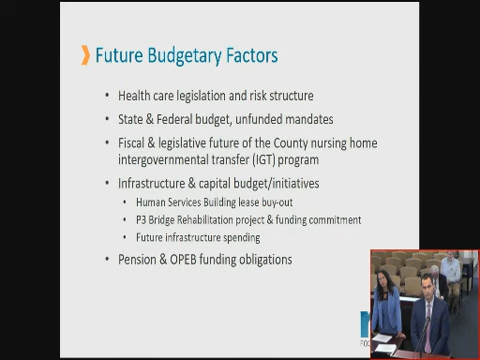 Future Budgetary Factors
• Health care legislation and risk structure
• State & Federal budget, unfunded mandates
• Fiscal & legislative future of the County nursing home
intergovernmental transfer (IGT) program
• Infrastructure & capital budget/initiatives
• Human Services Building lease buy-out
• P3 Bridge Rehabilitation project & funding commitment
• Future infrastructure spending
• Pension & OPEB funding obligations